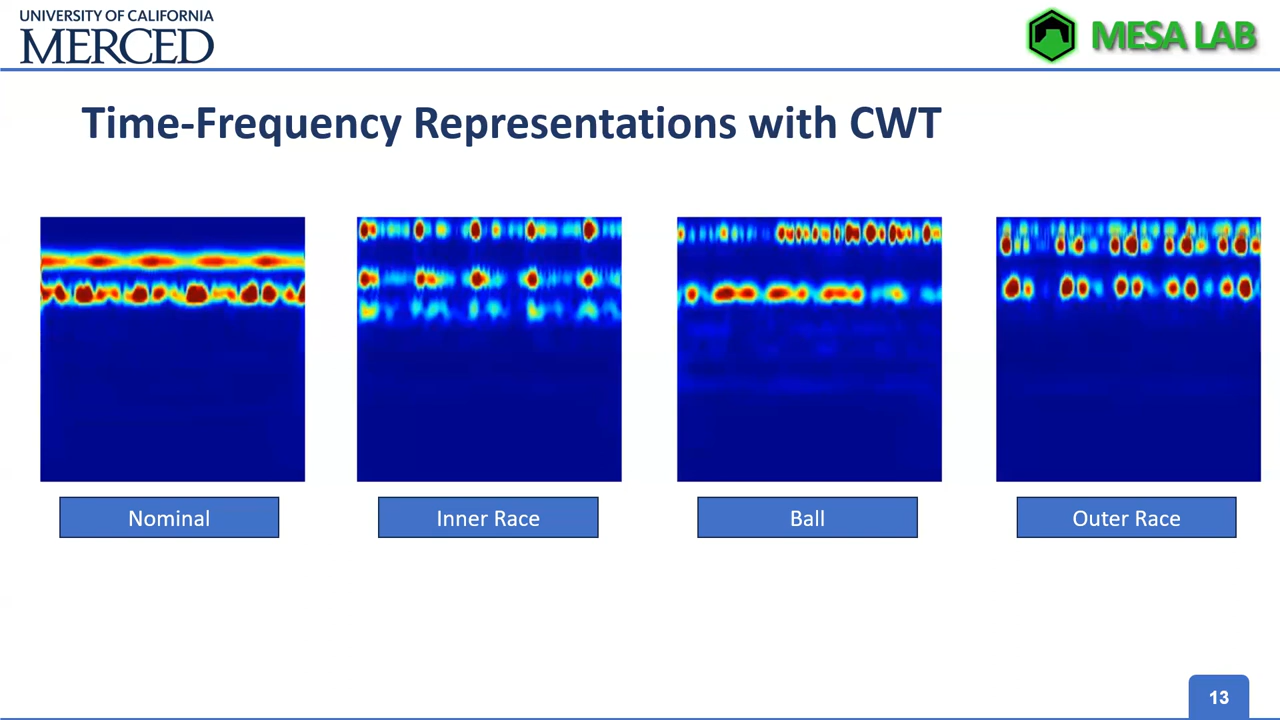 UNIVERSITY OF CALIFORNIA
MERCED
MESA LAB
Time-Frequency Representations with CWT
Nominal
Inner Race
Ball
Outer Race
13